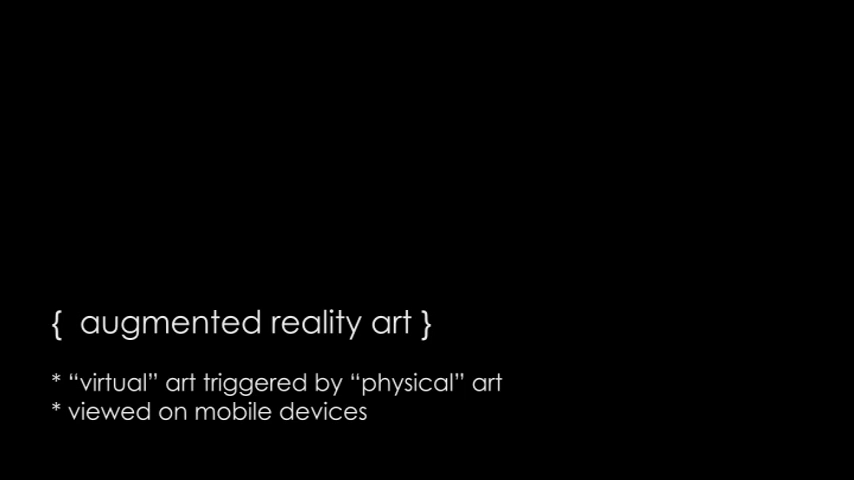 {  augmented reality art }
* “virtual” art triggered by “physical” art
* viewed on mobile devices